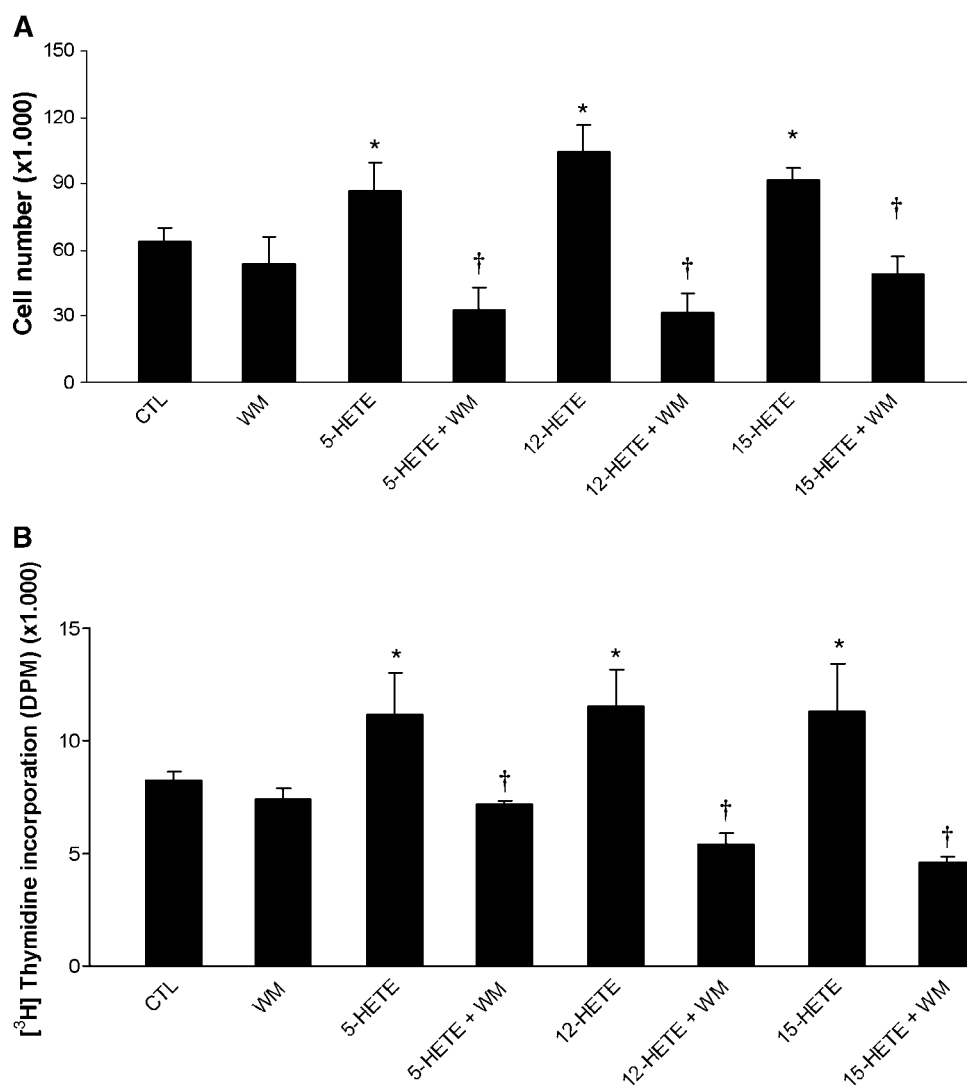 A
Cell number (x1.000)
150
120
90
60
30
0
* * *
† † †
CTL WM 5-HETE 5-HETE + WM 12-HETE 12-HETE + WM 15-HETE 15-HETE + WM
B
[³H] Thymidine incorporation (DPM) (x1.000)
15
10
5
0
* * *
† † †
CTL WM 5-HETE 5-HETE + WM 12-HETE 12-HETE + WM 15-HETE 15-HETE + WM